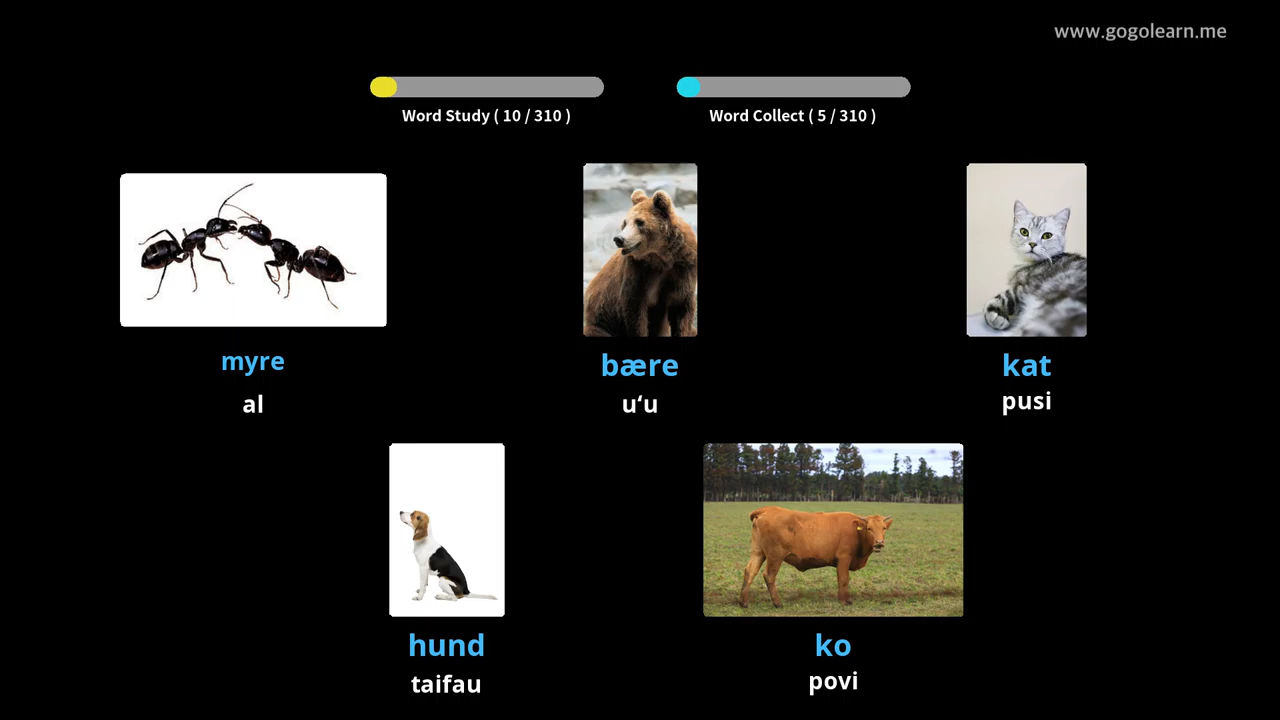 www.gogolearn.me
Word Study ( 10 / 310 )
Word Collect ( 5 / 310 )
myre
bære
kat
al
uʻu
pusi
hund
ko
taifau
povi